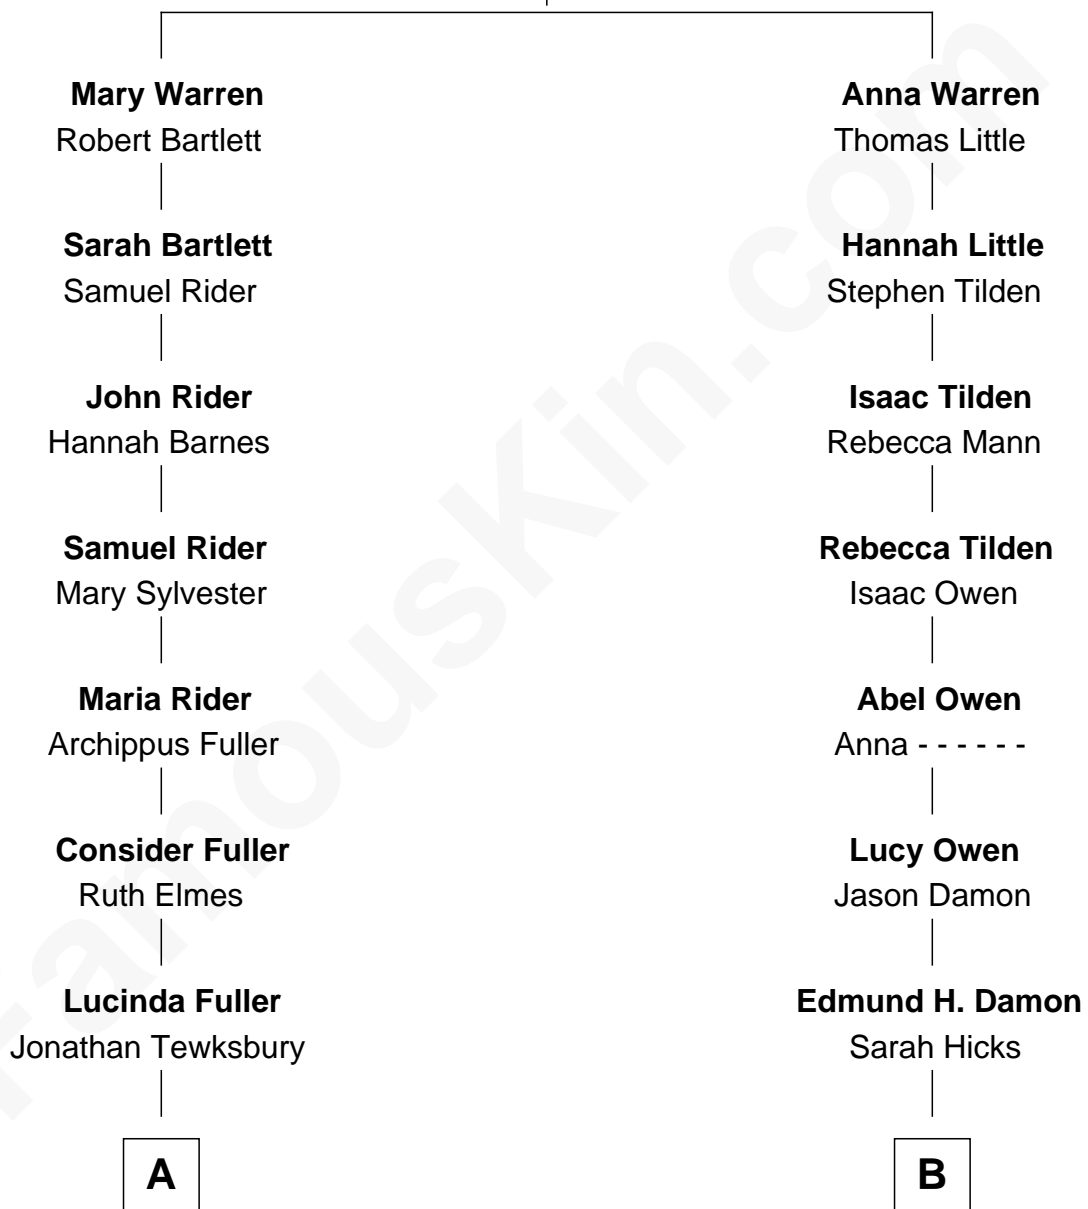 Mary Warren
Robert Bartlett
Sarah Bartlett
Samuel Rider
John Rider
Hannah Barnes
Samuel Rider
Mary Sylvester
Maria Rider
Archippus Fuller
Consider Fuller
Ruth Elmes
Lucinda Fuller
Jonathan Tewksbury
A
Anna Warren
Thomas Little
Hannah Little
Stephen Tilden
Isaac Tilden
Rebecca Mann
Rebecca Tilden
Isaac Owen
Abel Owen
Anna - - - - - -
Lucy Owen
Jason Damon
Edmund H. Damon
Sarah Hicks
B
FamousKin.com